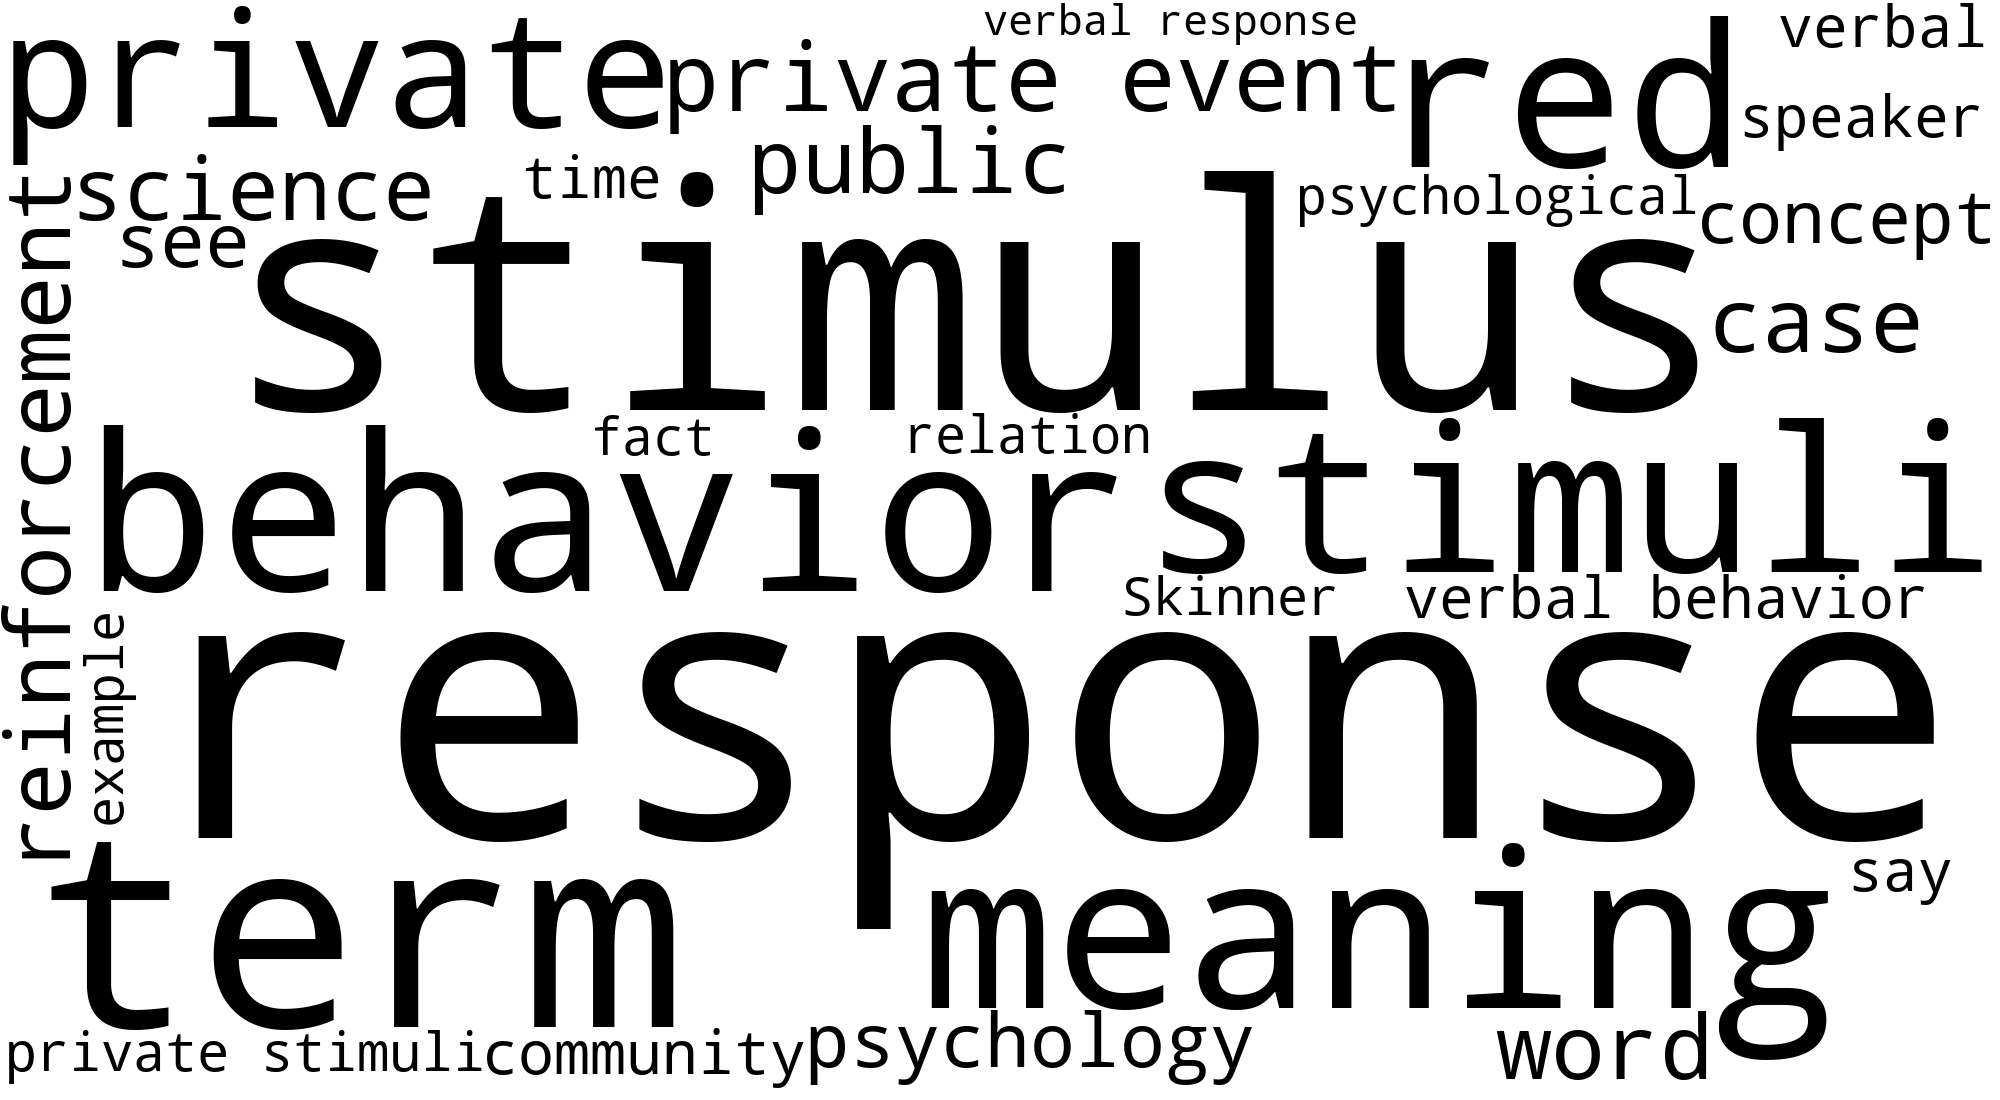 verbal response
verbal
private
private event
red
speaker
science
time
public
psychological
concept
see
stimulus
case
reinforcement
fact
relation
behavior
stimuli
Skinner
verbal behavior
example
response
term
meaning
say
private stimuli
community
psychology
word